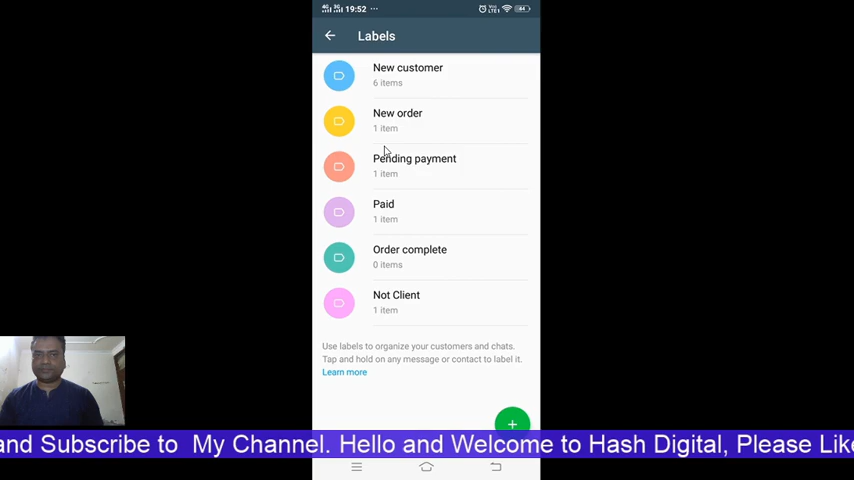 19:52 ...
84
Labels
New customer
6 items
New order
1 item
Pending payment
1 item
Paid
1 item
Order complete
0 items
Not Client
1 item
Use labels to organize your customers and chats.
Tap and hold on any message or contact to label it.
Learn more
and Subscribe to My Channel. Hello and Welcome to Hash Digital, Please Like